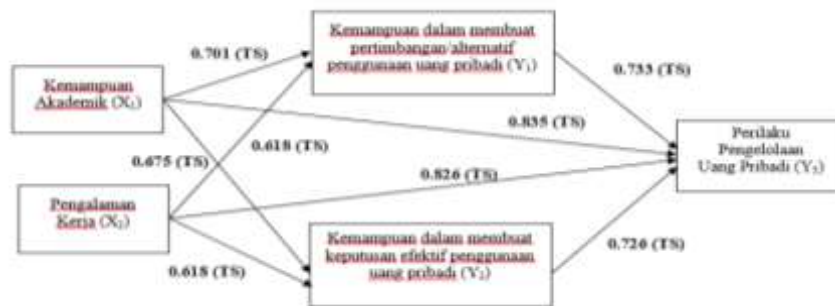 Kemampuan dalam membuat
pertimbangan/alternatif
penggunaan uang pribadi (Y₁)
0.701 (TS)
0.733 (TS)
Kemampuan
Akademik (X₁)
0.835 (TS)
Perilaku
Pengelolaan
Uang Pribadi (Y₃)
0.675 (TS)
0.618 (TS)
0.826 (TS)
Pengalaman
Kerja (X₂)
Kemampuan dalam membuat
keputusan efektif penggunaan
uang pribadi (Y₂)
0.726 (TS)
0.618 (TS)